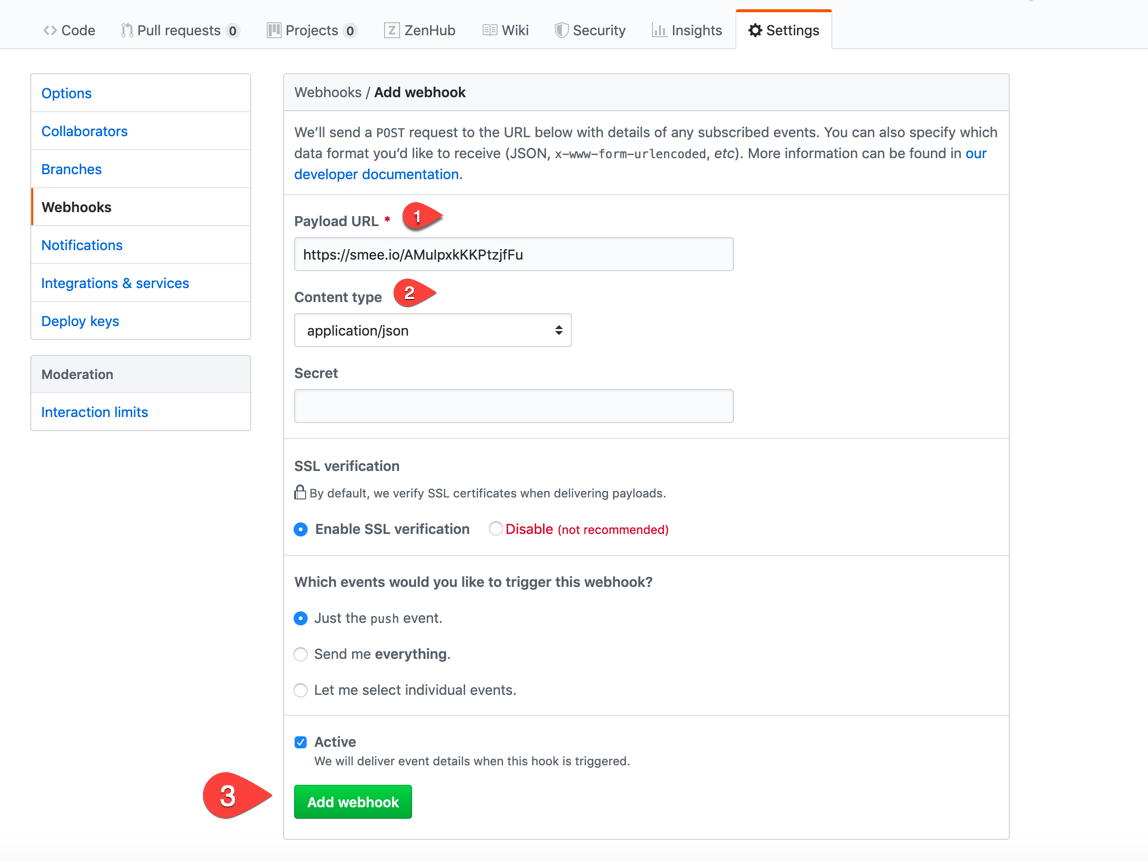 Code Pull requests 0 Projects 0 ZenHub Wiki Security Insights Settings
Options
Collaborators
Branches
Webhooks
Notifications
Integrations & services
Deploy keys
Moderation
Interaction limits
Webhooks / Add webhook
We’ll send a POST request to the URL below with details of any subscribed events. You can also specify which
data format you’d like to receive (JSON, x-www-form-urlencoded, etc). More information can be found in our
developer documentation.
Payload URL * 1
https://smee.io/AMulpxkKKPtzjfFu
Content type 2
application/json
Secret
SSL verification
By default, we verify SSL certificates when delivering payloads.
Enable SSL verification Disable (not recommended)
Which events would you like to trigger this webhook?
Just the push event.
Send me everything.
Let me select individual events.
Active
We will deliver event details when this hook is triggered.
3 Add webhook